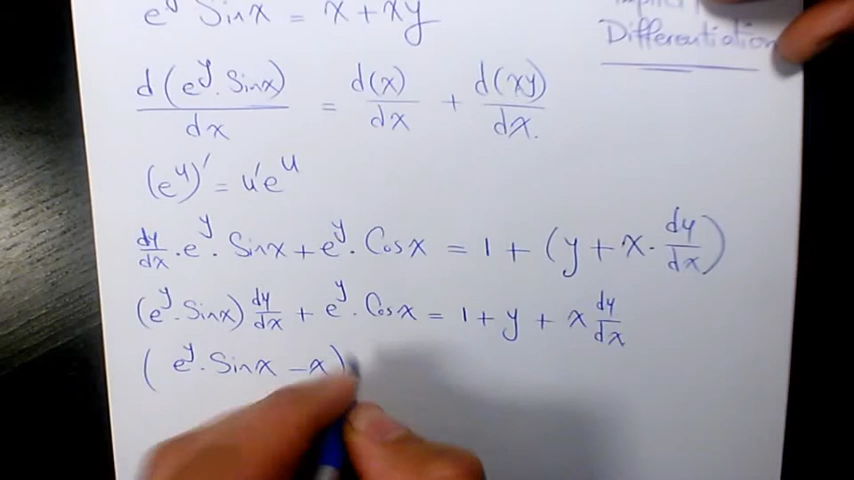 e^y Sinx = x + xy
Differentiation
d(e^y. Sinx)/dx = d(x)/dx + d(xy)/dx.
(e^u)' = u'e^u
dy/dx . e^y. Sinx + e^y. Cosx = 1 + (y + x. dy/dx)
(e^y. Sinx) dy/dx + e^y. Cosx = 1 + y + x dy/dx
(e^y. Sinx - x)